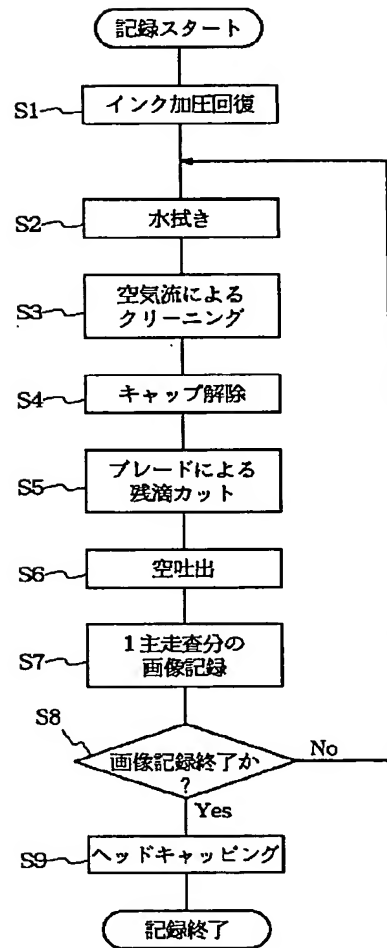 記録スタート
S1
インク加圧回復
S2
水拭き
S3
空気流による
クリーニング
S4
キャップ解除
S5
ブレードによる
残滴カット
S6
空吐出
S7
1主走査分の
画像記録
S8
画像記録終了か
?
No
Yes
S9
ヘッドキャッピング
記録終了